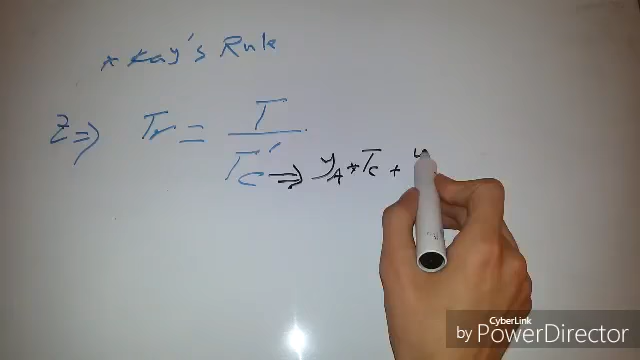 * Kay's Rule
Z ⇒ Tr = T / Tc' ⇒ yA * Tc + y
CyberLink
by PowerDirector